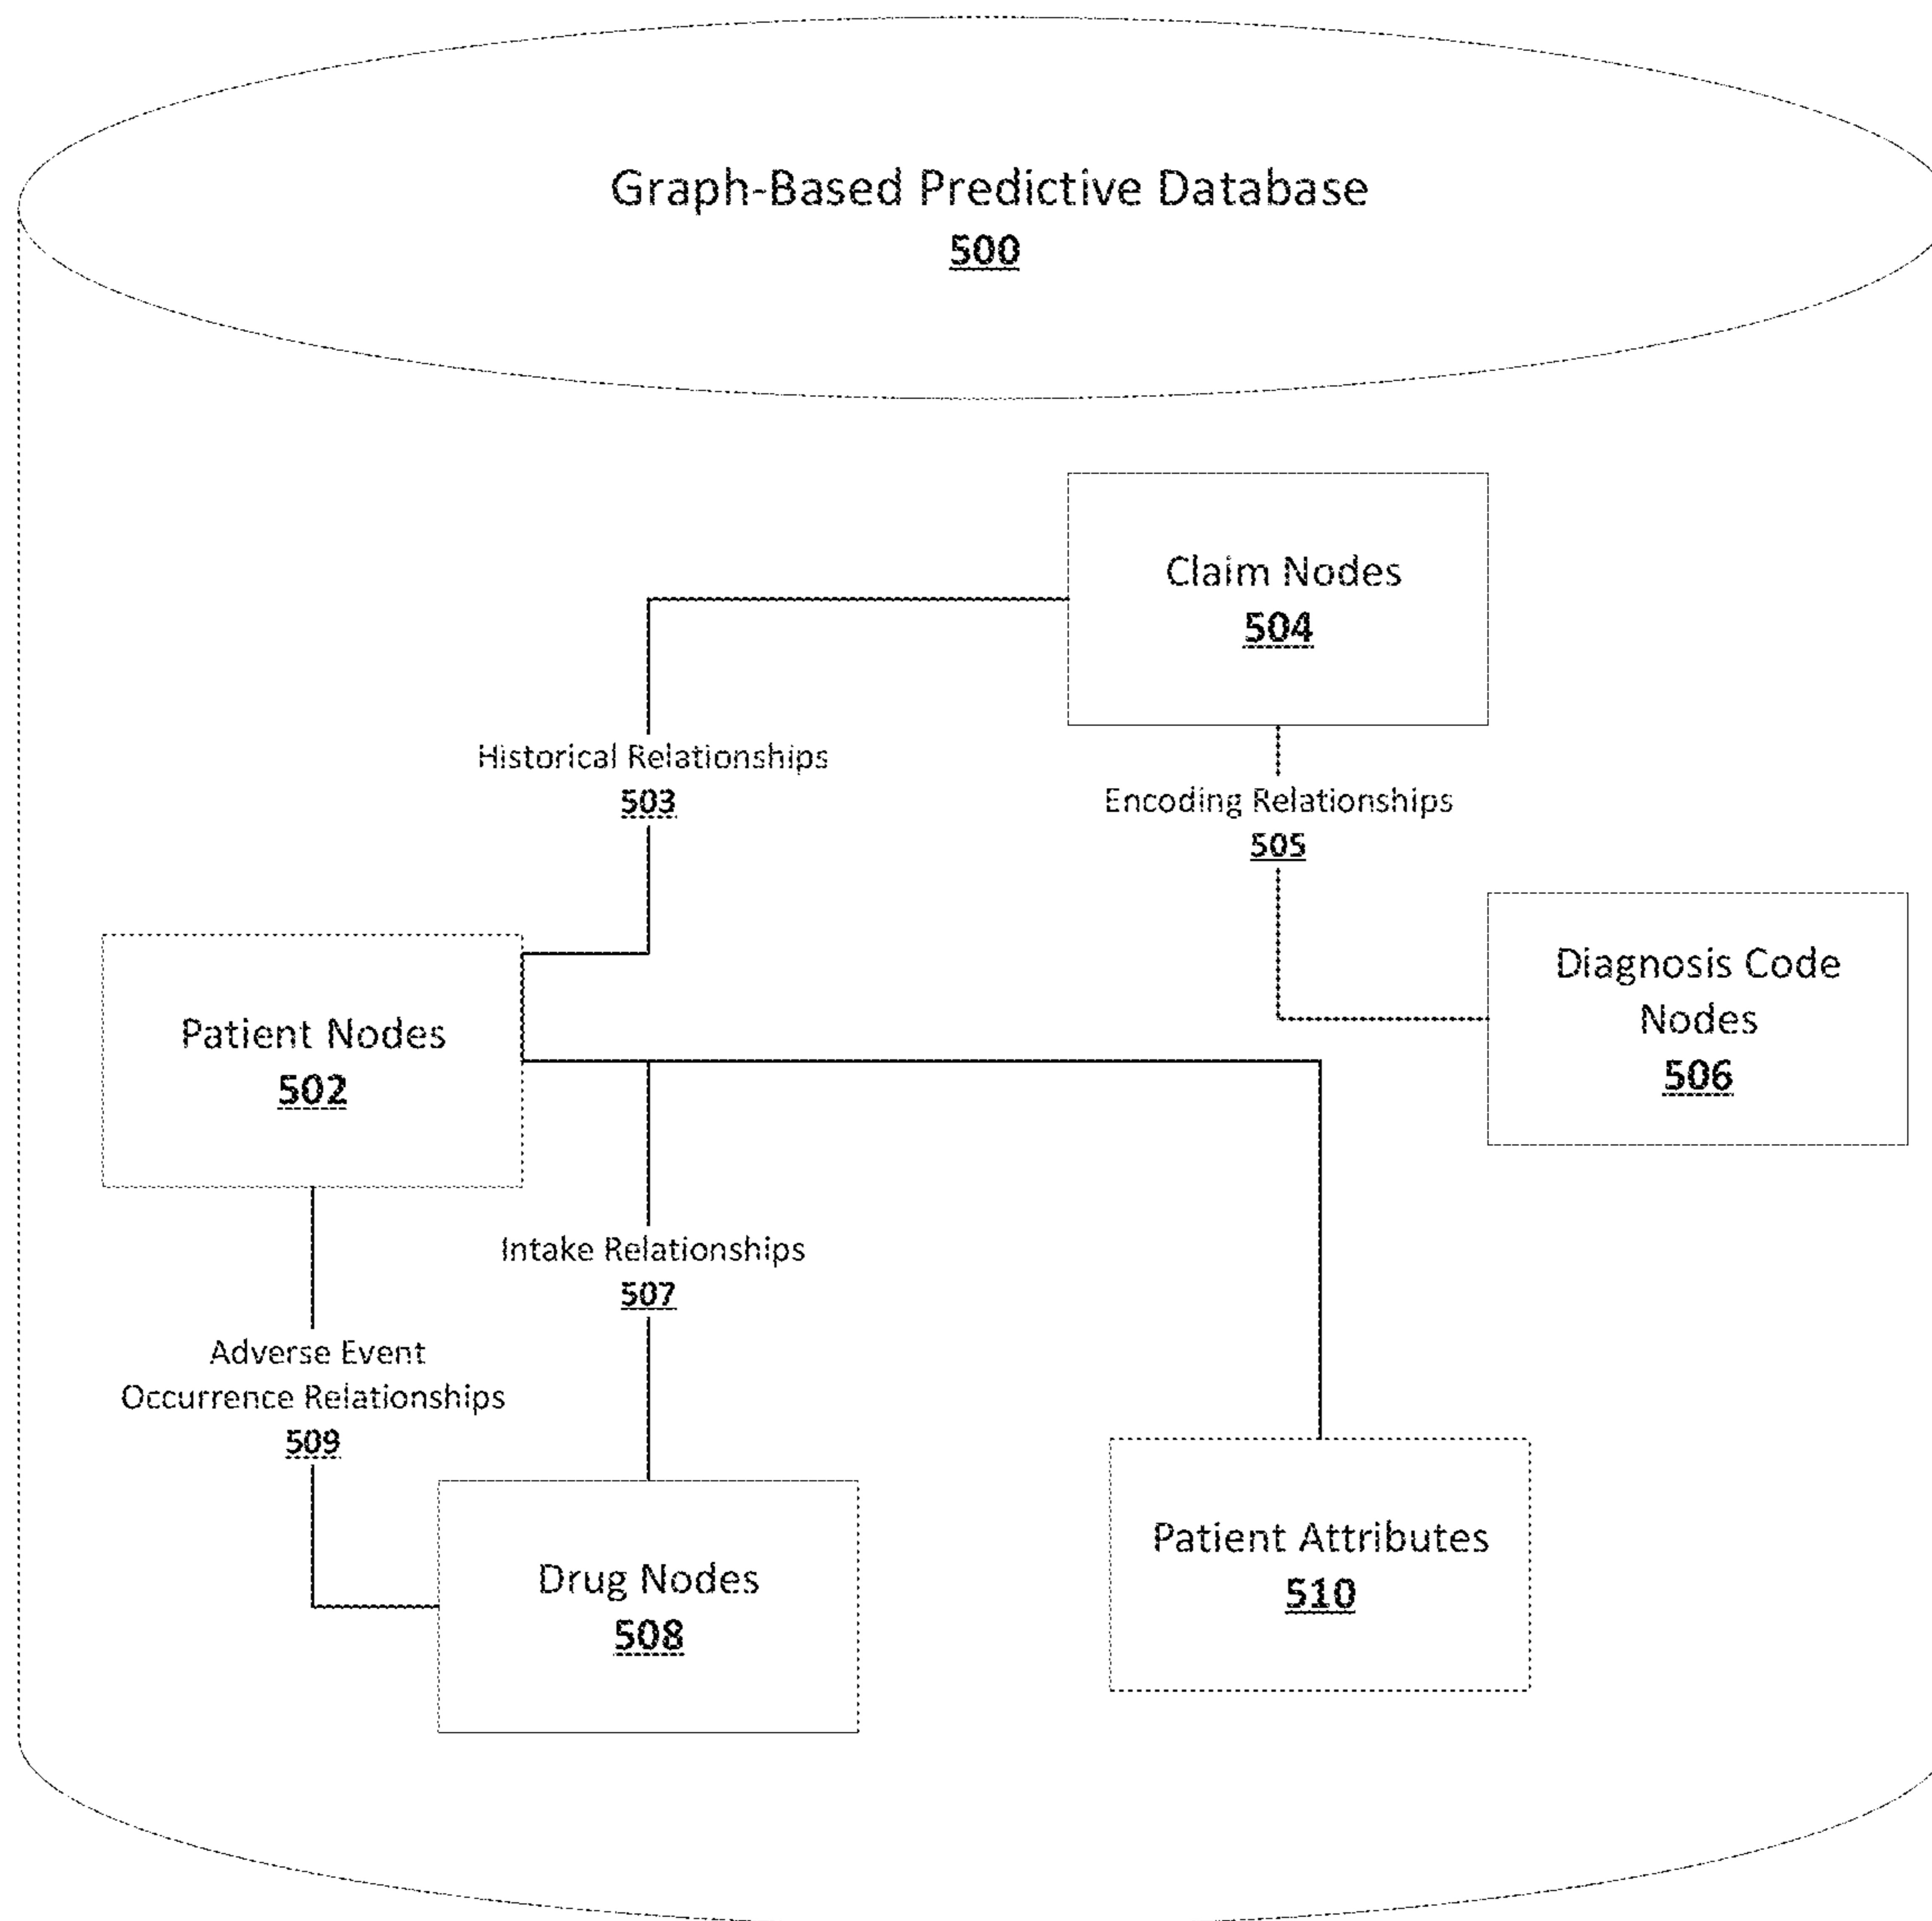 Graph-Based Predictive Database
500
Claim Nodes
504
Historical Relationships
503
Encoding Relationships
505
Diagnosis Code
Nodes
506
Patient Nodes
502
Intake Relationships
507
Adverse Event
Occurrence Relationships
509
Drug Nodes
508
Patient Attributes
510